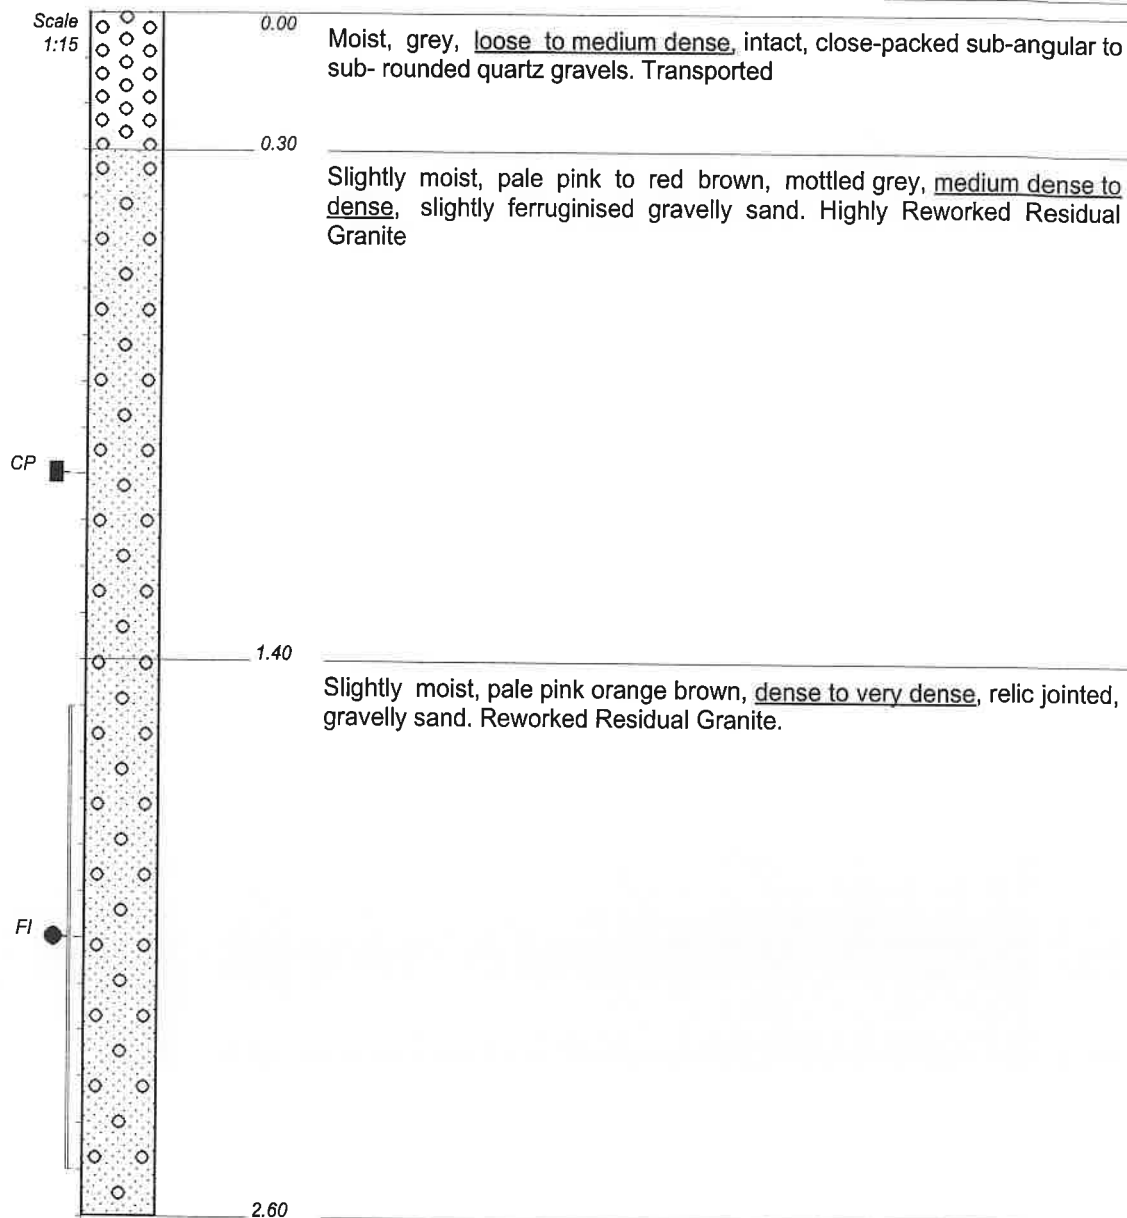 Scale
1:15
0.00
Moist, grey, loose to medium dense, intact, close-packed sub-angular to
sub- rounded quartz gravels. Transported
0.30
Slightly moist, pale pink to red brown, mottled grey, medium dense to
dense, slightly ferruginised gravelly sand. Highly Reworked Residual
Granite
CP
1.40
Slightly moist, pale pink orange brown, dense to very dense, relic jointed,
gravelly sand. Reworked Residual Granite.
FI
2.60